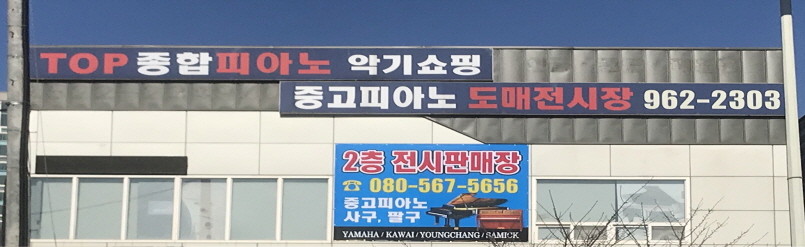 TOP 종합피아노 악기쇼핑
중고피아노 도매전시장 962-2303
2층 전시판매장
☎ 080-567-5656
중고피아노
사구, 팔구
YAMAHA / KAWAI / YOUNGCHANG / SAMICK